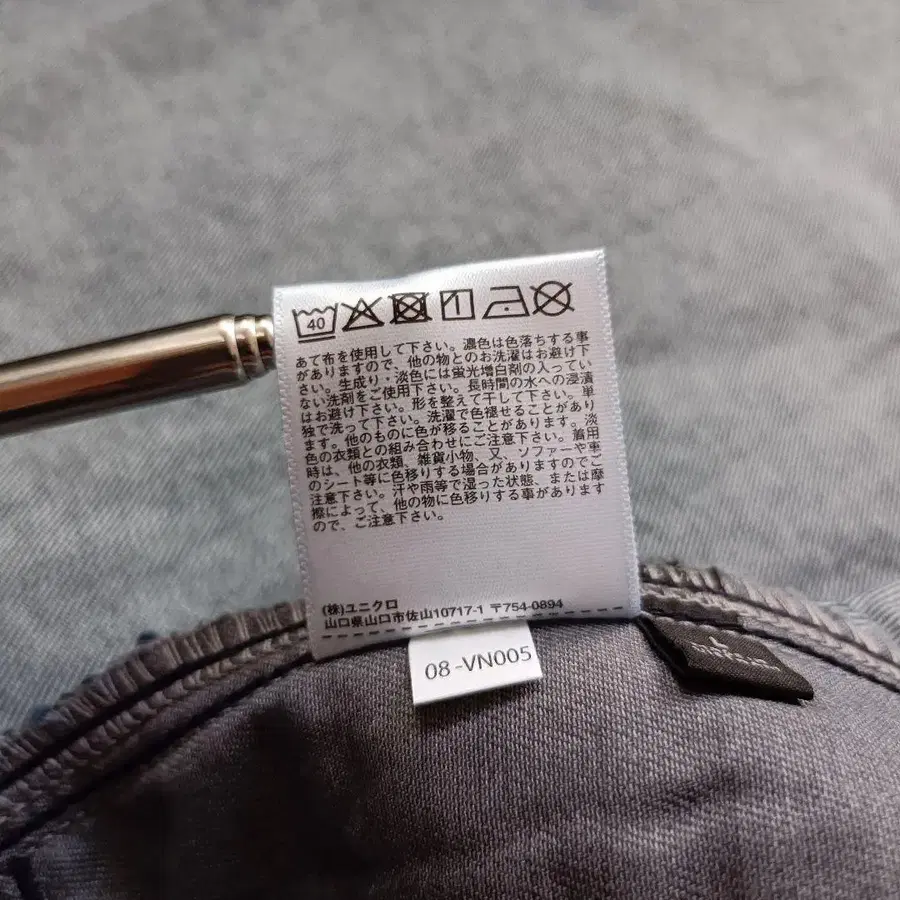 40
あて布を使用して下さい。濃色は色落ちする事
がありますので、他の物とのお洗濯はお避け下
さい。生成り・淡色には蛍光増白剤の入ってい
ない洗剤をご使用下さい。長時間の水への浸漬
はお避け下さい。形を整えて干して下さい。単
独で洗って下さい。洗濯で色褪せることがあり
ます。他のものに色が移ることがあります。淡
色の衣類との組み合わせにご注意下さい。着用
時は、他の衣類、雑貨小物、又、ソファーや車
のシート等に色移りする場合がありますのでご
注意下さい。汗や雨等で湿った状態、または摩
擦によって、他の物に色移りする事があります
ので、ご注意下さい。
(株)ユニクロ
山口県山口市佐山10717-1 〒754-0894
08-VN005